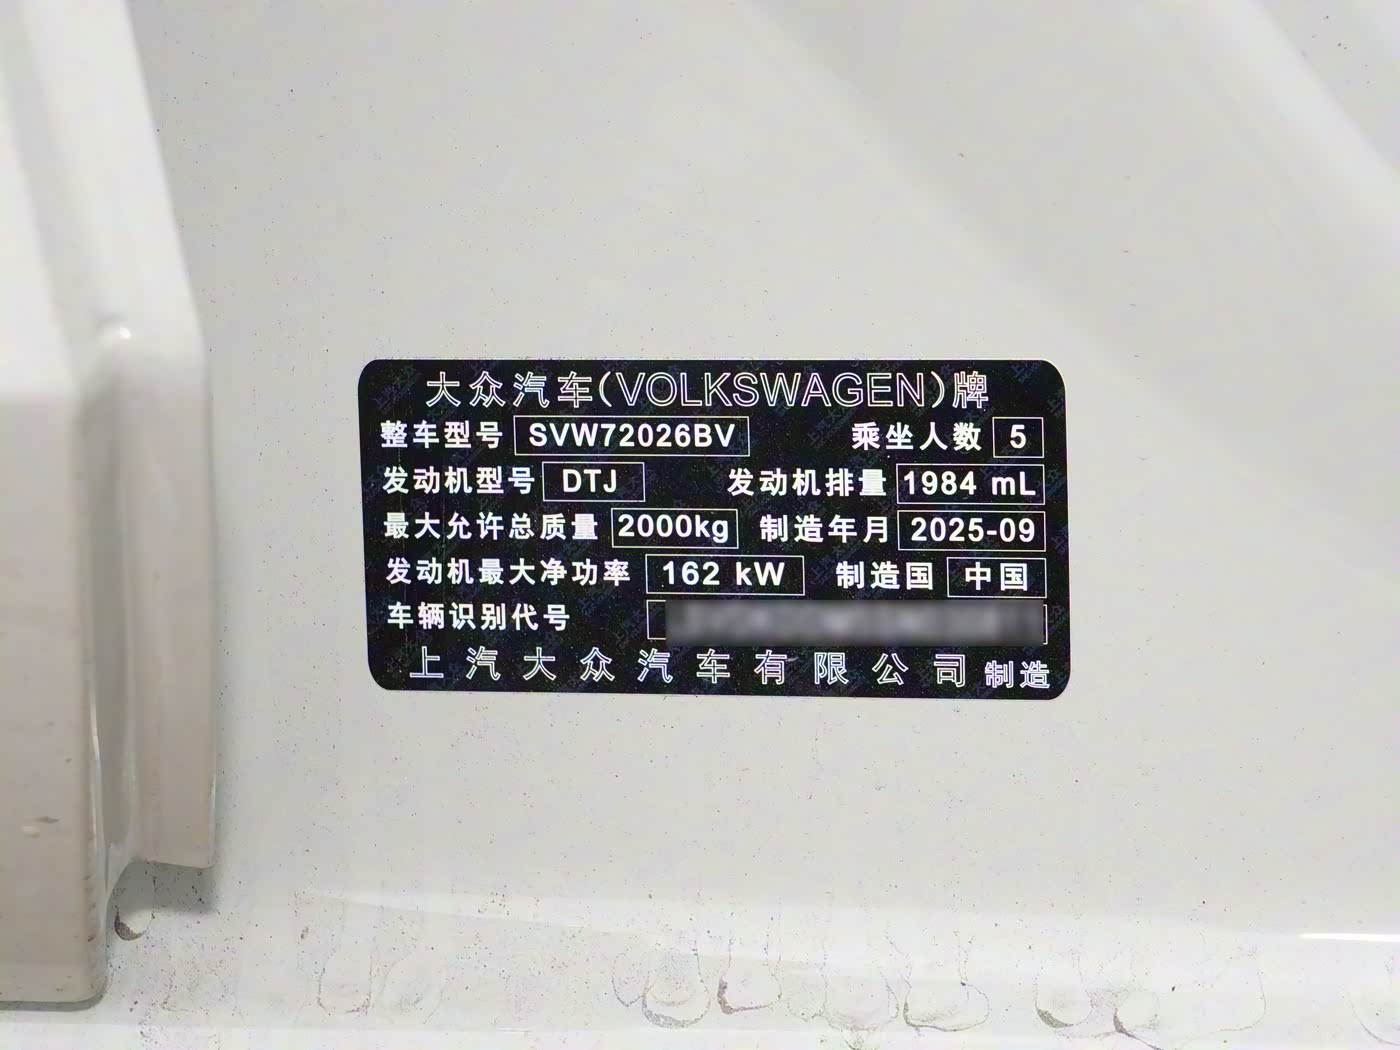 大众汽车(VOLKSWAGEN)牌
整车型号 SVW72026BV 乘坐人数 5
发动机型号 DTJ 发动机排量 1984 mL
最大允许总质量 2000kg 制造年月 2025-09
发动机最大净功率 162 kW 制造国 中国
车辆识别代号
上汽大众汽车有限公司 制造